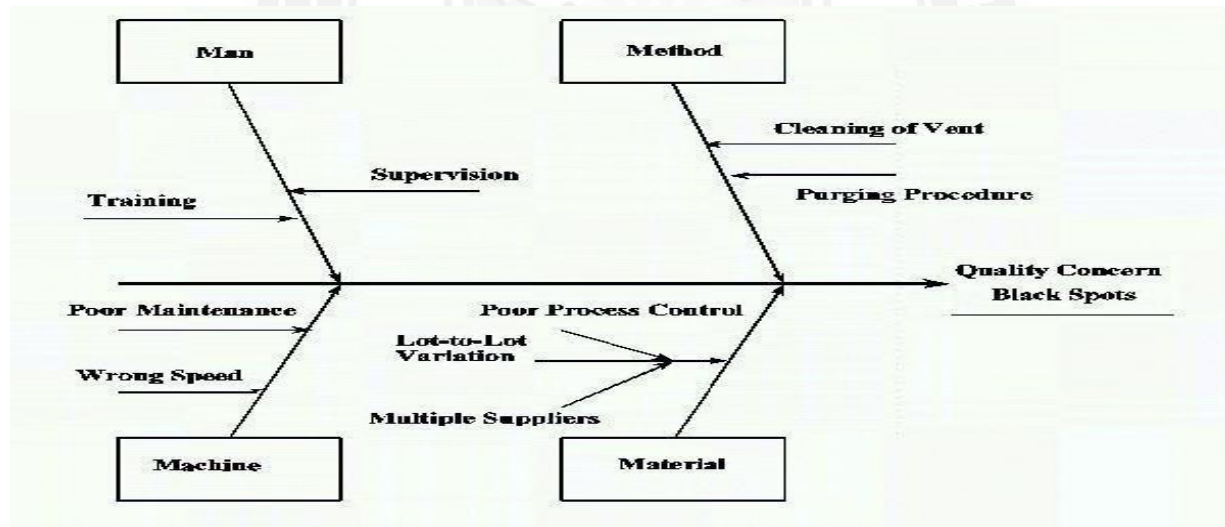 Man
Method
Cleaning of Vent
Supervision
Training
Purging Procedure
Quality Concern
Black Spots
Poor Maintenance
Poor Process Control
Lot-to-Lot
Variation
Wrong Speed
Multiple Suppliers
Machine
Material